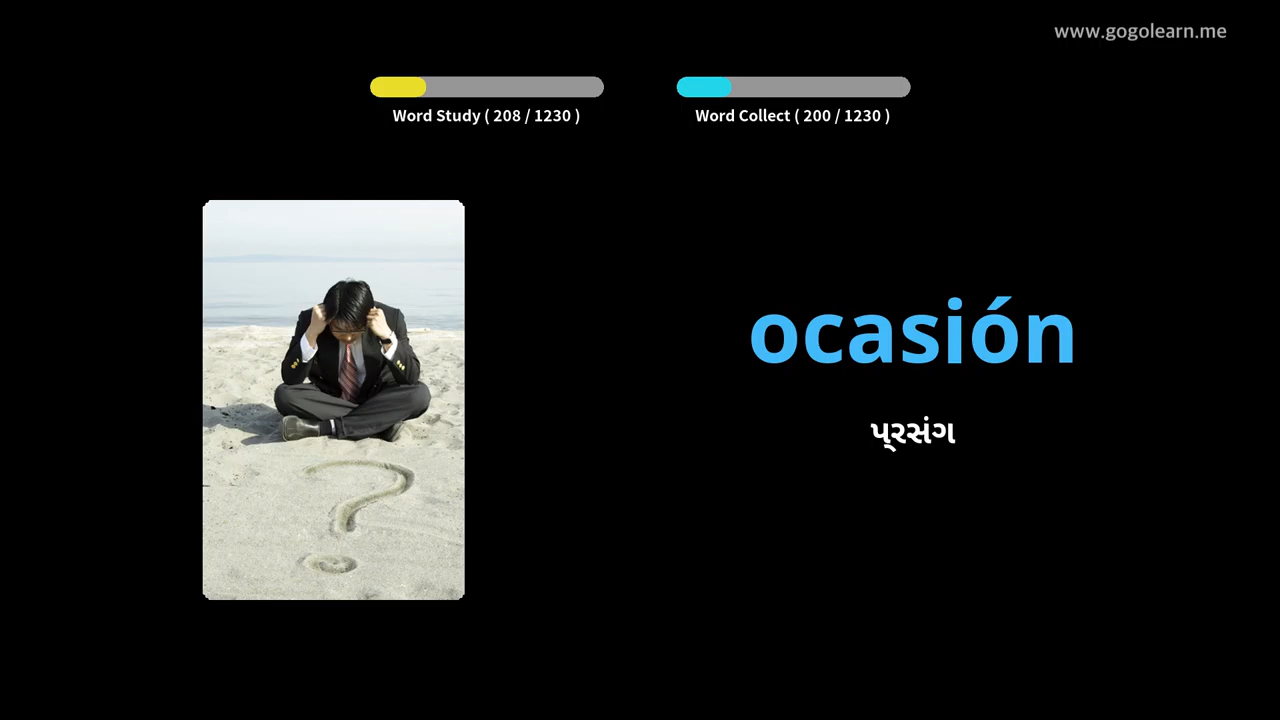 www.gogolearn.me
Word Study ( 208 / 1230 )
Word Collect ( 200 / 1230 )
ocasión
પ્રસંગ
?